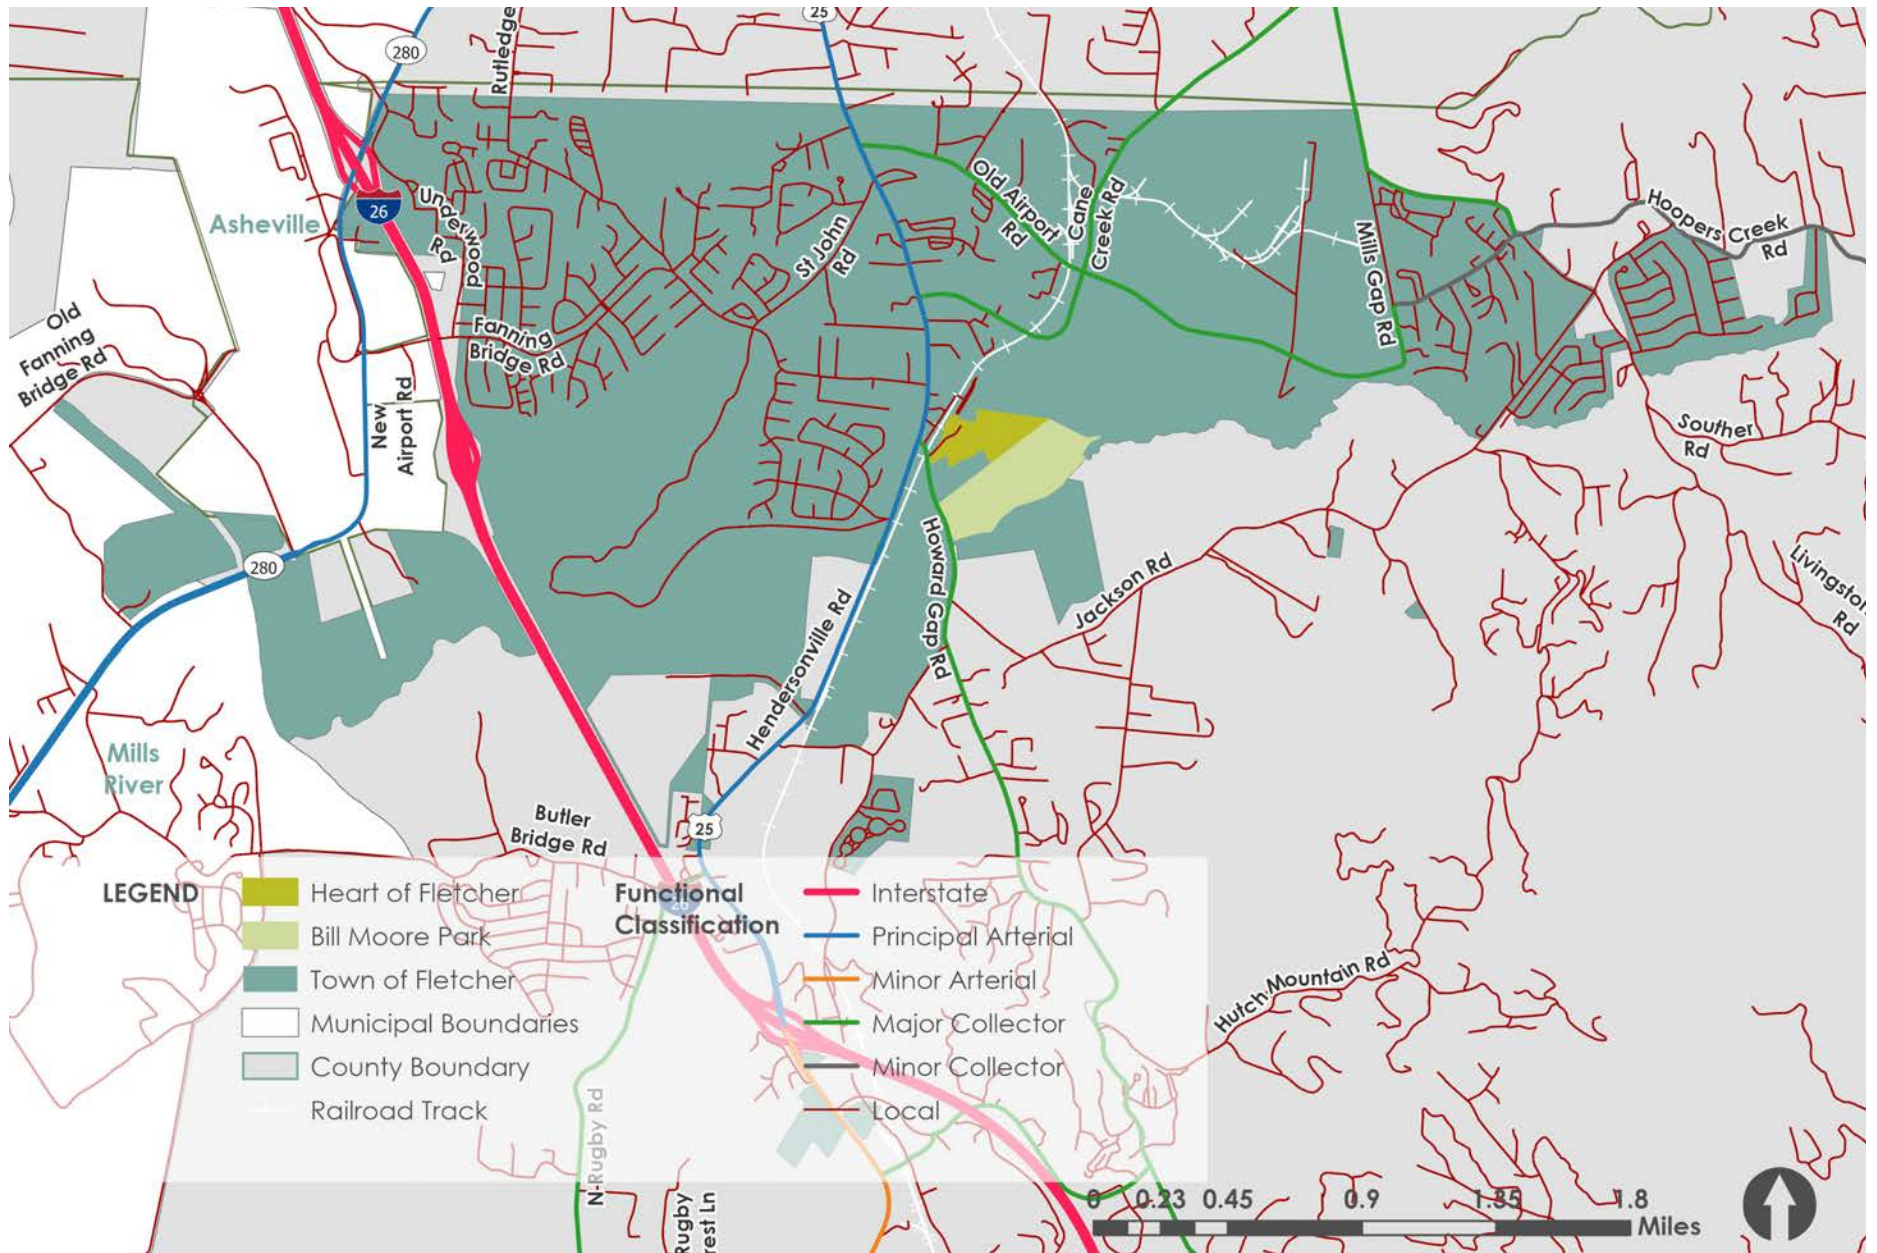 280
Rutledge
25
26
Asheville
Underwood
Rd
St John
Rd
Old Airport
Rd
Cane
Creek Rd
Mills Gap Rd
Hoopers Creek
Rd
Old
Fanning
Bridge Rd
Fanning
Bridge Rd
New
Airport Rd
Souther
Rd
280
Howard Gap Rd
Jackson Rd
Livingston
Rd
Hendersonville Rd
Mills
River
Butler
Bridge Rd
25
LEGEND
Heart of Fletcher
Bill Moore Park
Town of Fletcher
Municipal Boundaries
County Boundary
Railroad Track
26
Functional
Classification
Interstate
Principal Arterial
Minor Arterial
Major Collector
Minor Collector
Local
Hutch Mountain Rd
N Rugby Rd
Rugby
rest Ln
0 0.23 0.45 0.9 1.35 1.8
Miles